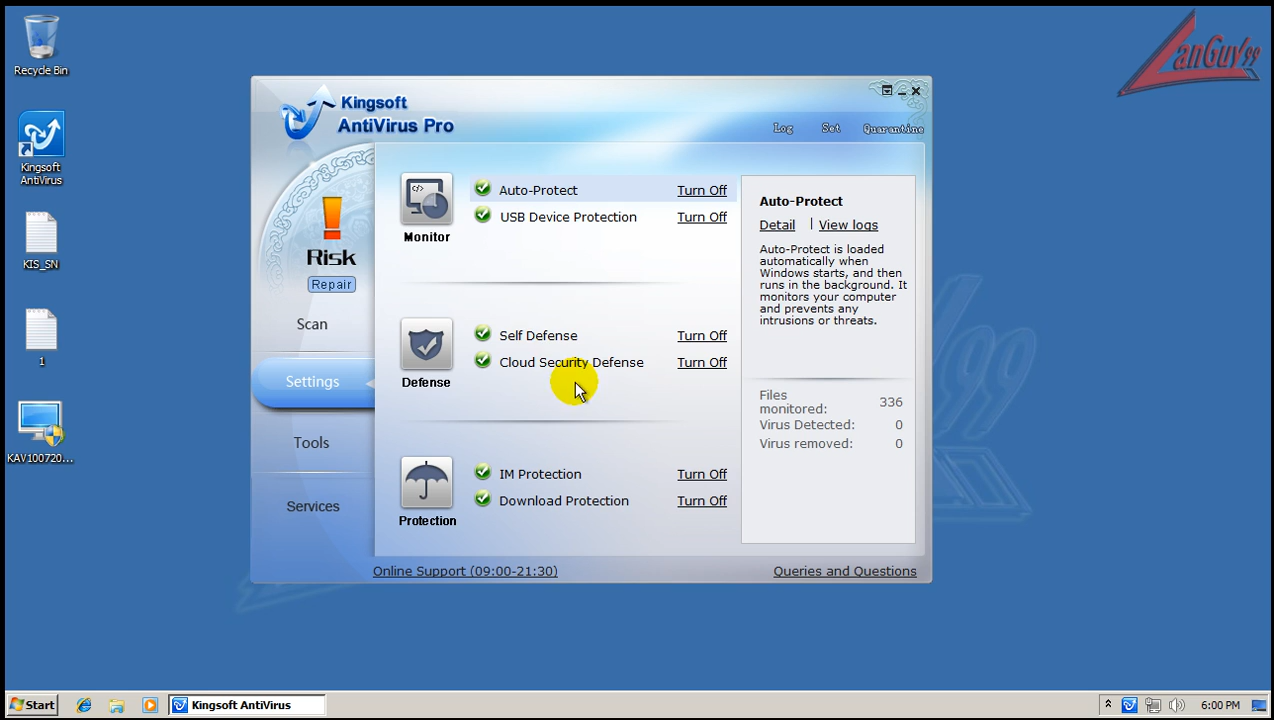 Recycle Bin
Kingsoft
AntiVirus
KIS_SN
1
KAV100720...
LanGuy99
Kingsoft
AntiVirus Pro
Log
Set
Quarantine
Risk
Repair
Scan
Settings
Tools
Services
Monitor
Auto-Protect Turn Off
USB Device Protection Turn Off
Defense
Self Defense Turn Off
Cloud Security Defense Turn Off
Protection
IM Protection Turn Off
Download Protection Turn Off
Auto-Protect
Detail | View logs
Auto-Protect is loaded
automatically when
Windows starts, and then
runs in the background. It
monitors your computer
and prevents any
intrusions or threats.
Files
monitored: 336
Virus Detected: 0
Virus removed: 0
Online Support (09:00-21:30)
Queries and Questions
Start
Kingsoft AntiVirus
6:00 PM